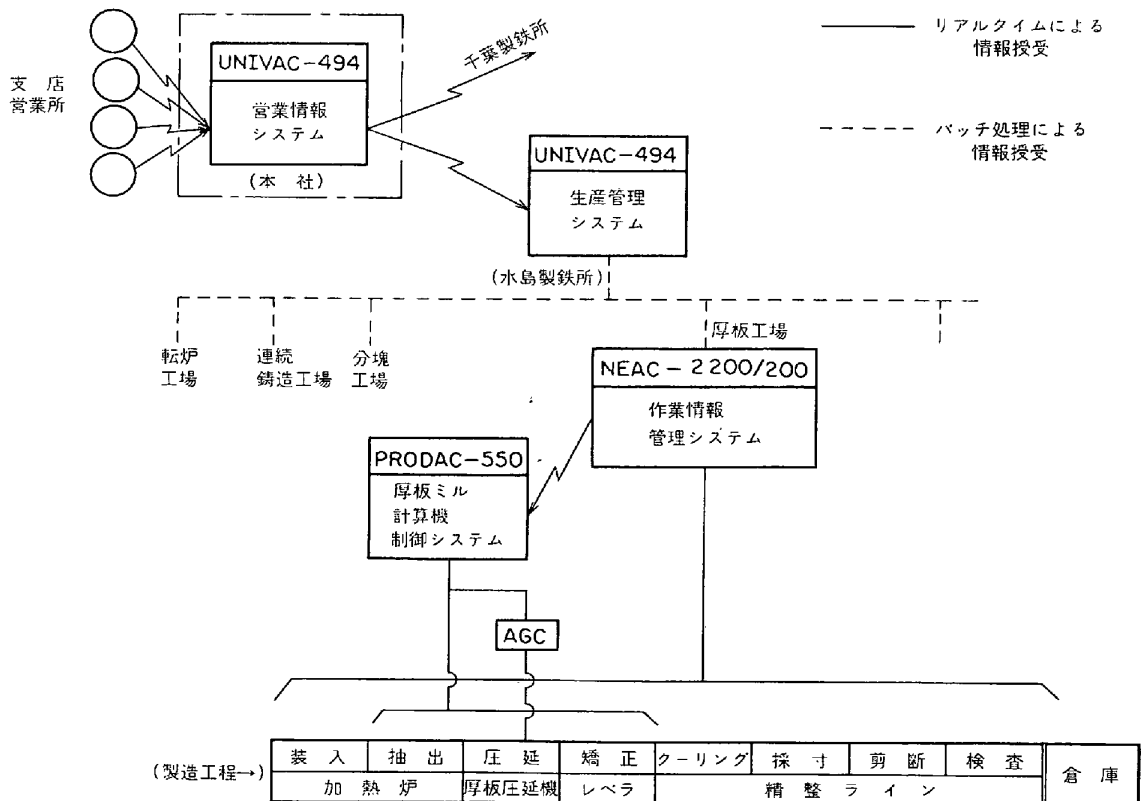 支店
営業所
UNIVAC-494
営業情報
システム
(本社)
千葉製鉄所
リアルタイムによる
情報授受
バッチ処理による
情報授受
UNIVAC-494
生産管理
システム
(水島製鉄所)
転炉
工場
連続
鋳造工場
分塊
工場
厚板工場
NEAC-2200/200
作業情報
管理システム
PRODAC-550
厚板ミル
計算機
制御システム
AGC
(製造工程→)
装入 抽出 圧延 矯正 クーリング 採寸 剪断 検査 倉庫
加熱炉 厚板圧延機 レベラ 精整ライン